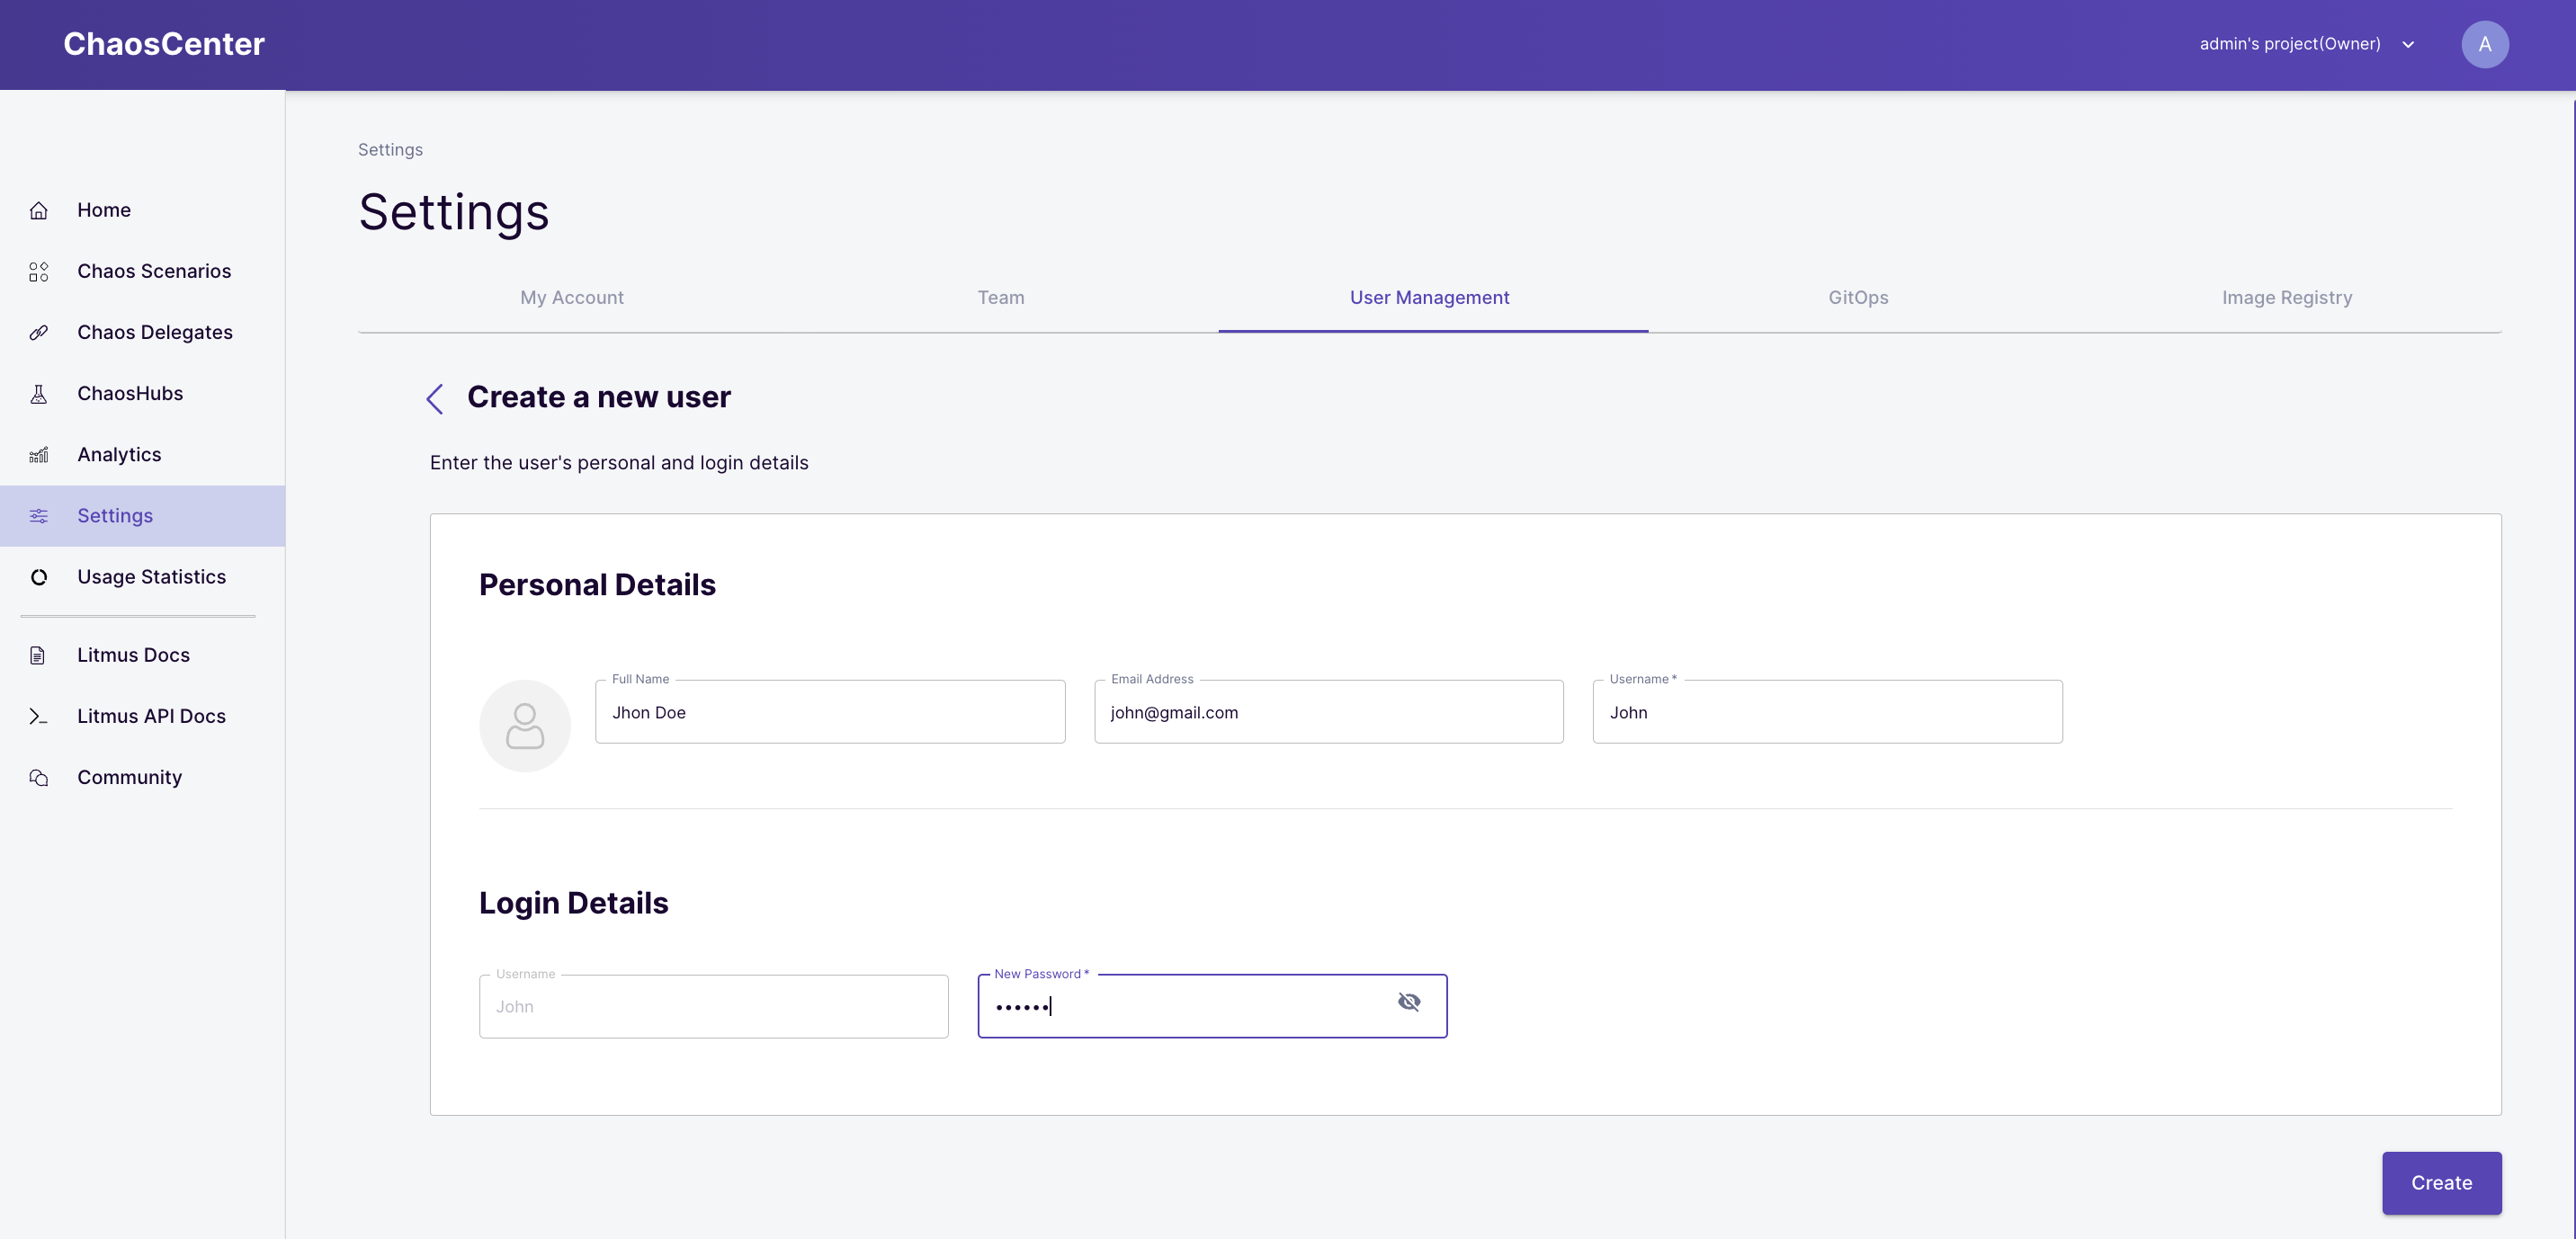 ChaosCenter
admin's project(Owner)
A
Home
Chaos Scenarios
Chaos Delegates
ChaosHubs
Analytics
Settings
Usage Statistics
Litmus Docs
Litmus API Docs
Community
Settings
Settings
My Account
Team
User Management
GitOps
Image Registry
Create a new user
Enter the user's personal and login details
Personal Details
Full Name
Jhon Doe
Email Address
john@gmail.com
Username *
John
Login Details
Username
John
New Password *
••••••
Create